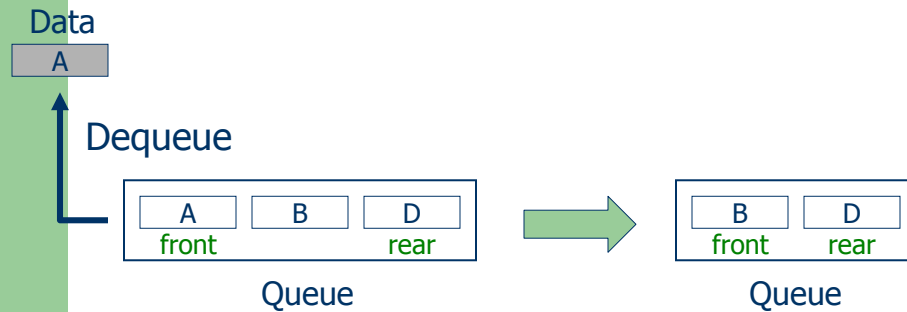 Data
A
Dequeue
A B D
front rear
Queue
B D
front rear
Queue